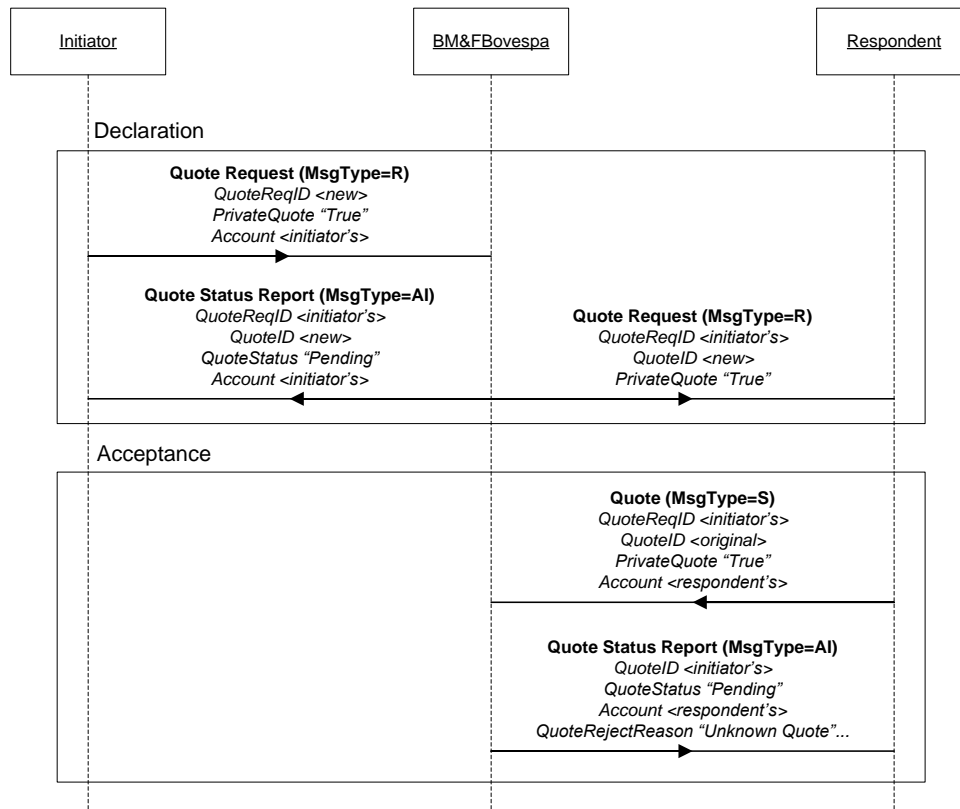 Initiator
BM&FBovespa
Respondent
Declaration
Quote Request (MsgType=R)
QuoteReqID <new>
PrivateQuote “True”
Account <initiator’s>
Quote Status Report (MsgType=AI)
QuoteReqID <initiator’s>
QuoteID <new>
QuoteStatus “Pending”
Account <initiator’s>
Quote Request (MsgType=R)
QuoteReqID <initiator’s>
QuoteID <new>
PrivateQuote “True”
Acceptance
Quote (MsgType=S)
QuoteReqID <initiator’s>
QuoteID <original>
PrivateQuote “True”
Account <respondent’s>
Quote Status Report (MsgType=AI)
QuoteID <initiator’s>
QuoteStatus “Pending”
Account <respondent’s>
QuoteRejectReason “Unknown Quote”...